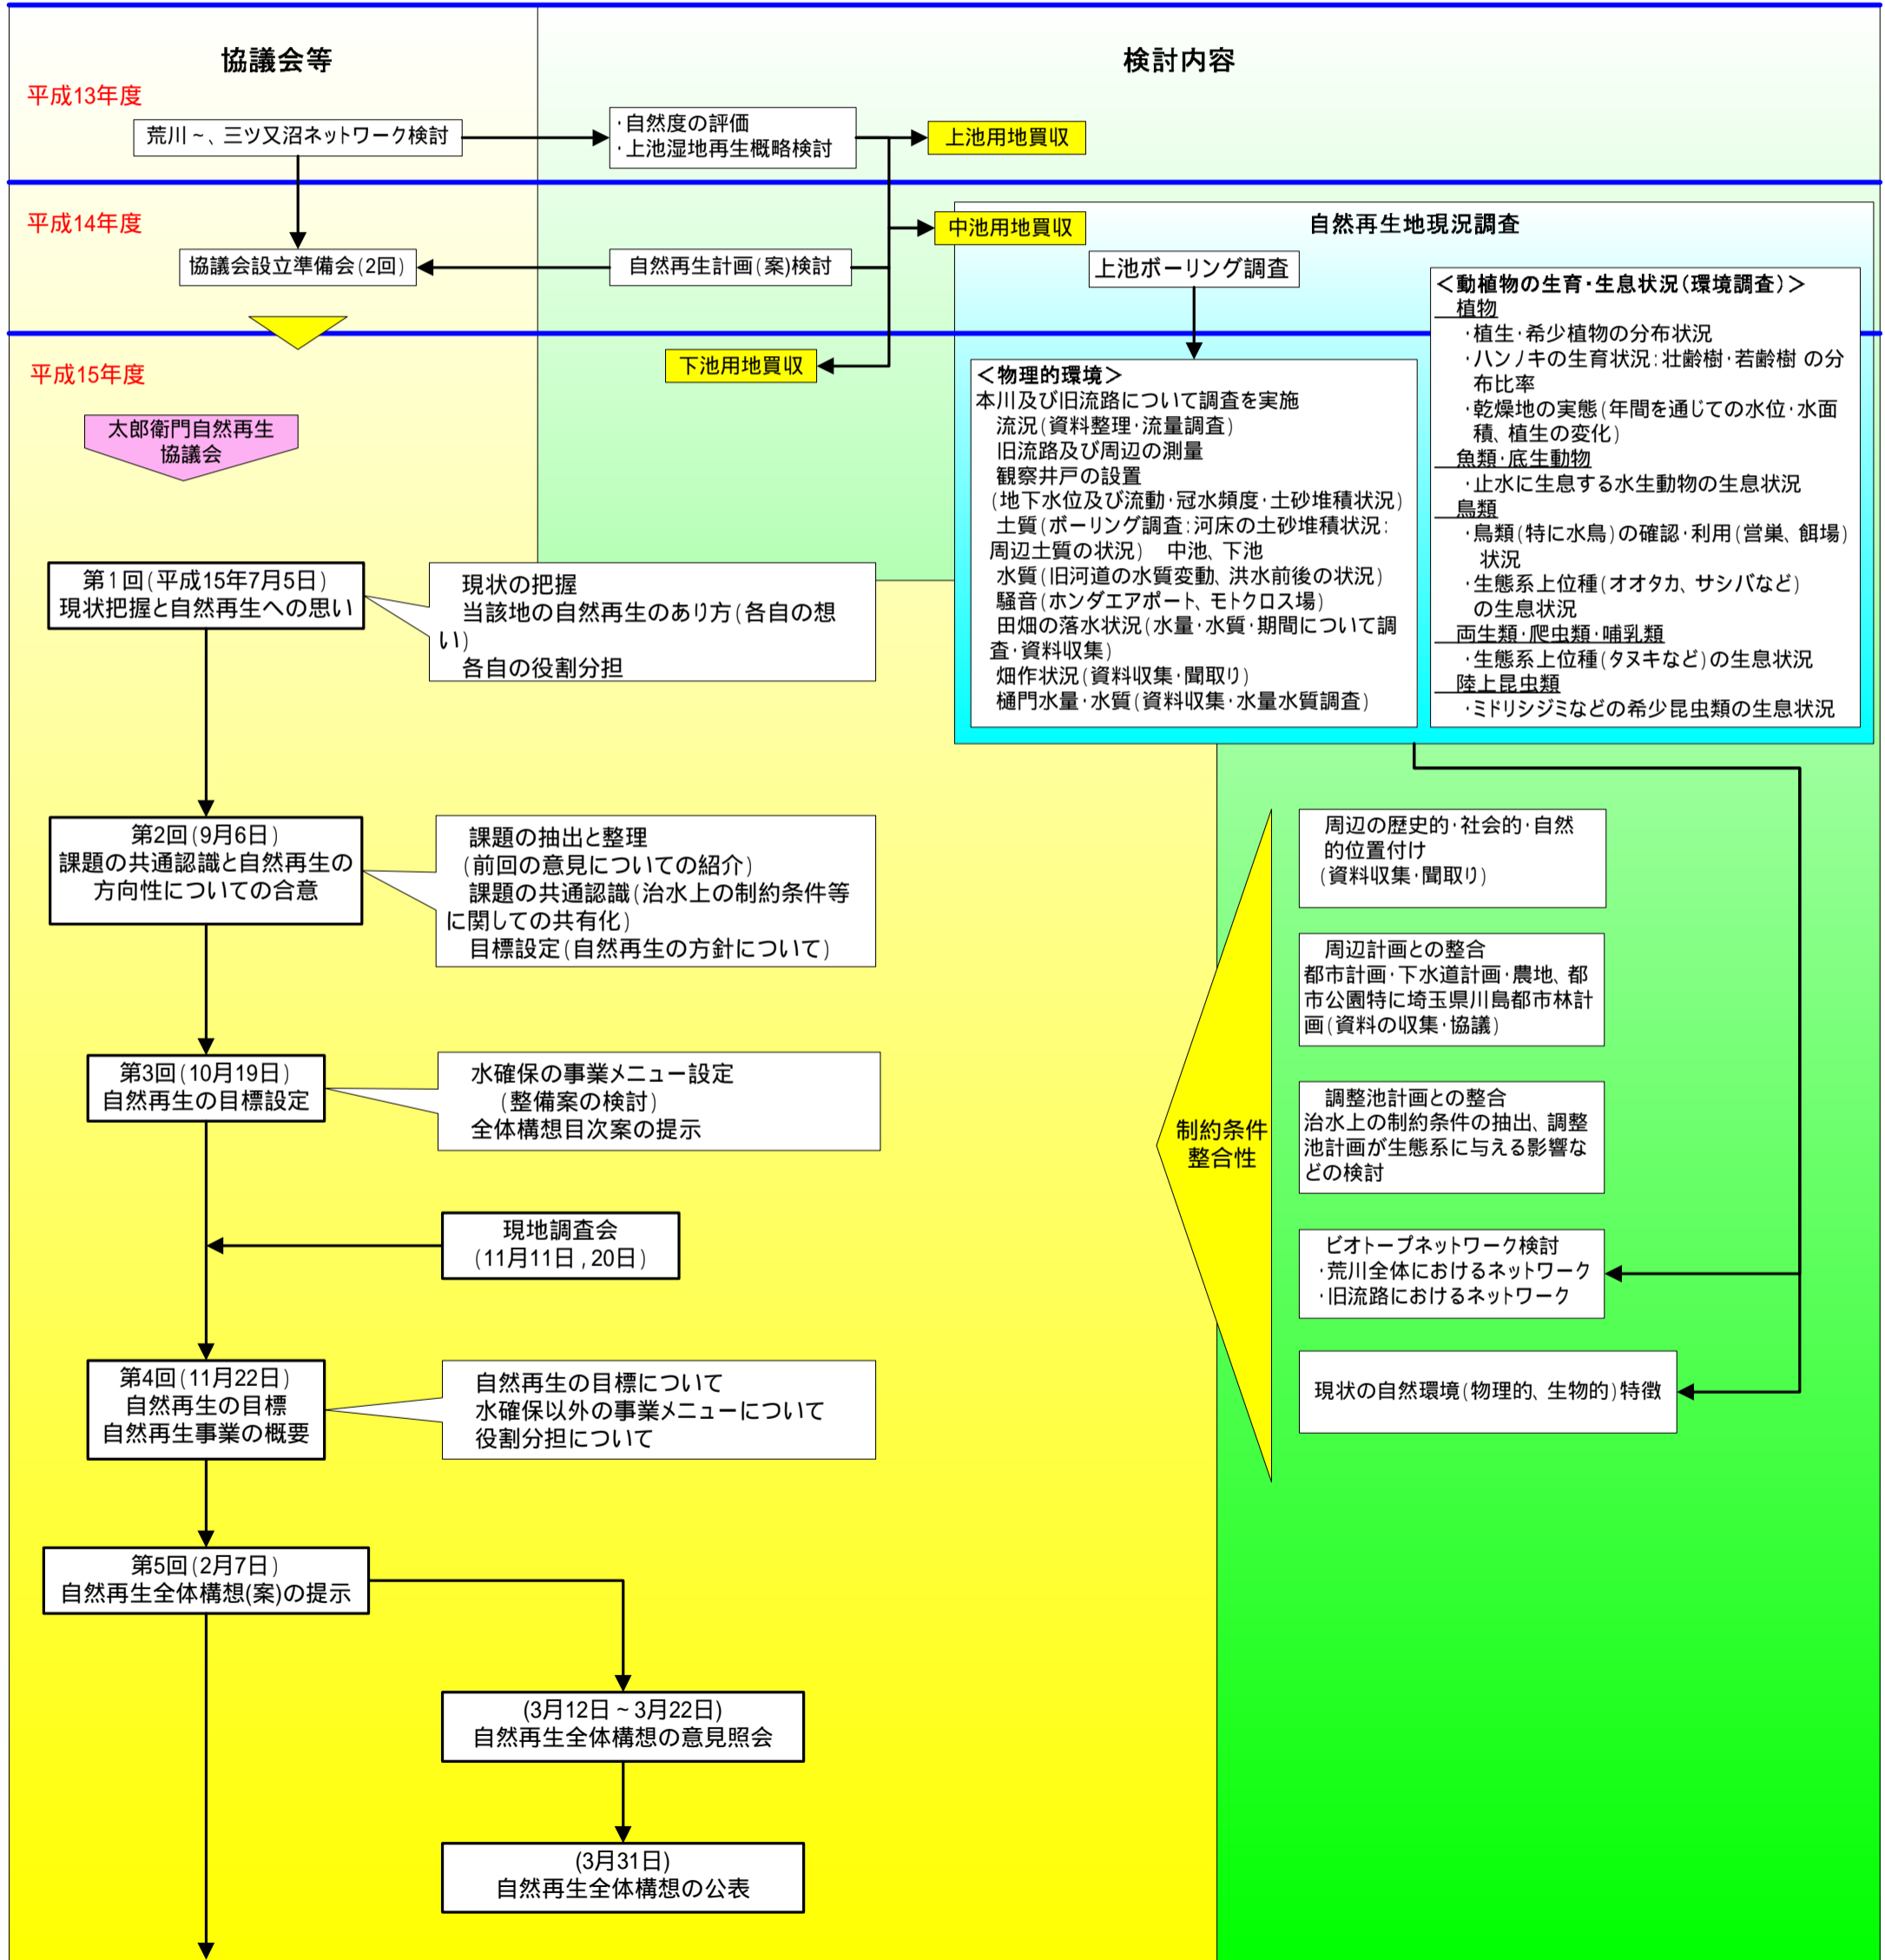 協議会等
検討内容
平成13年度
荒川～、三ツ又沼ネットワーク検討
・自然度の評価
・上池湿地再生概略検討
上池用地買収
平成14年度
中池用地買収
自然再生地現況調査
協議会設立準備会(2回)
自然再生計画(案)検討
上池ボーリング調査
平成15年度
下池用地買収
太郎衛門自然再生
協議会
＜物理的環境＞
本川及び旧流路について調査を実施
流況(資料整理・流量調査)
旧流路及び周辺の測量
観察井戸の設置
(地下水位及び流動・冠水頻度・土砂堆積状況)
土質(ボーリング調査:河床の土砂堆積状況:
周辺土質の状況)　中池、下池
水質(旧河道の水質変動、洪水前後の状況)
騒音(ホンダエアポート、モトクロス場)
田畑の落水状況(水量・水質・期間について調
査・資料収集)
畑作状況(資料収集・聞取り)
樋門水量・水質(資料収集・水量水質調査)
＜動植物の生育・生息状況(環境調査)＞
植物
・植生・希少植物の分布状況
・ハンノキの生育状況:壮齢樹・若齢樹 の分
布比率
・乾燥地の実態(年間を通じての水位・水面
積、植生の変化)
魚類・底生動物
・止水に生息する水生動物の生息状況
鳥類
・鳥類(特に水鳥)の確認・利用(営巣、餌場)
状況
・生態系上位種(オオタカ、サシバなど)
の生息状況
両生類・爬虫類・哺乳類
・生態系上位種(タヌキなど)の生息状況
陸上昆虫類
・ミドリシジミなどの希少昆虫類の生息状況
第1回(平成15年7月5日)
現状把握と自然再生への思い
現状の把握
当該地の自然再生のあり方(各自の想
い)
各自の役割分担
第2回(9月6日)
課題の共通認識と自然再生の
方向性についての合意
課題の抽出と整理
(前回の意見についての紹介)
課題の共通認識(治水上の制約条件等
に関しての共有化)
目標設定(自然再生の方針について)
周辺の歴史的・社会的・自然
的位置付け
(資料収集・聞取り)
周辺計画との整合
都市計画・下水道計画・農地、都
市公園特に埼玉県川島都市林計
画(資料の収集・協議)
第3回(10月19日)
自然再生の目標設定
水確保の事業メニュー設定
(整備案の検討)
全体構想目次案の提示
制約条件
整合性
調整池計画との整合
治水上の制約条件の抽出、調整
池計画が生態系に与える影響な
どの検討
現地調査会
(11月11日 , 20日)
ビオトープネットワーク検討
・荒川全体におけるネットワーク
・旧流路におけるネットワーク
第4回(11月22日)
自然再生の目標
自然再生事業の概要
自然再生の目標について
水確保以外の事業メニューについて
役割分担について
現状の自然環境(物理的、生物的)特徴
第5回(2月7日)
自然再生全体構想(案)の提示
(3月12日～3月22日)
自然再生全体構想の意見照会
(3月31日)
自然再生全体構想の公表